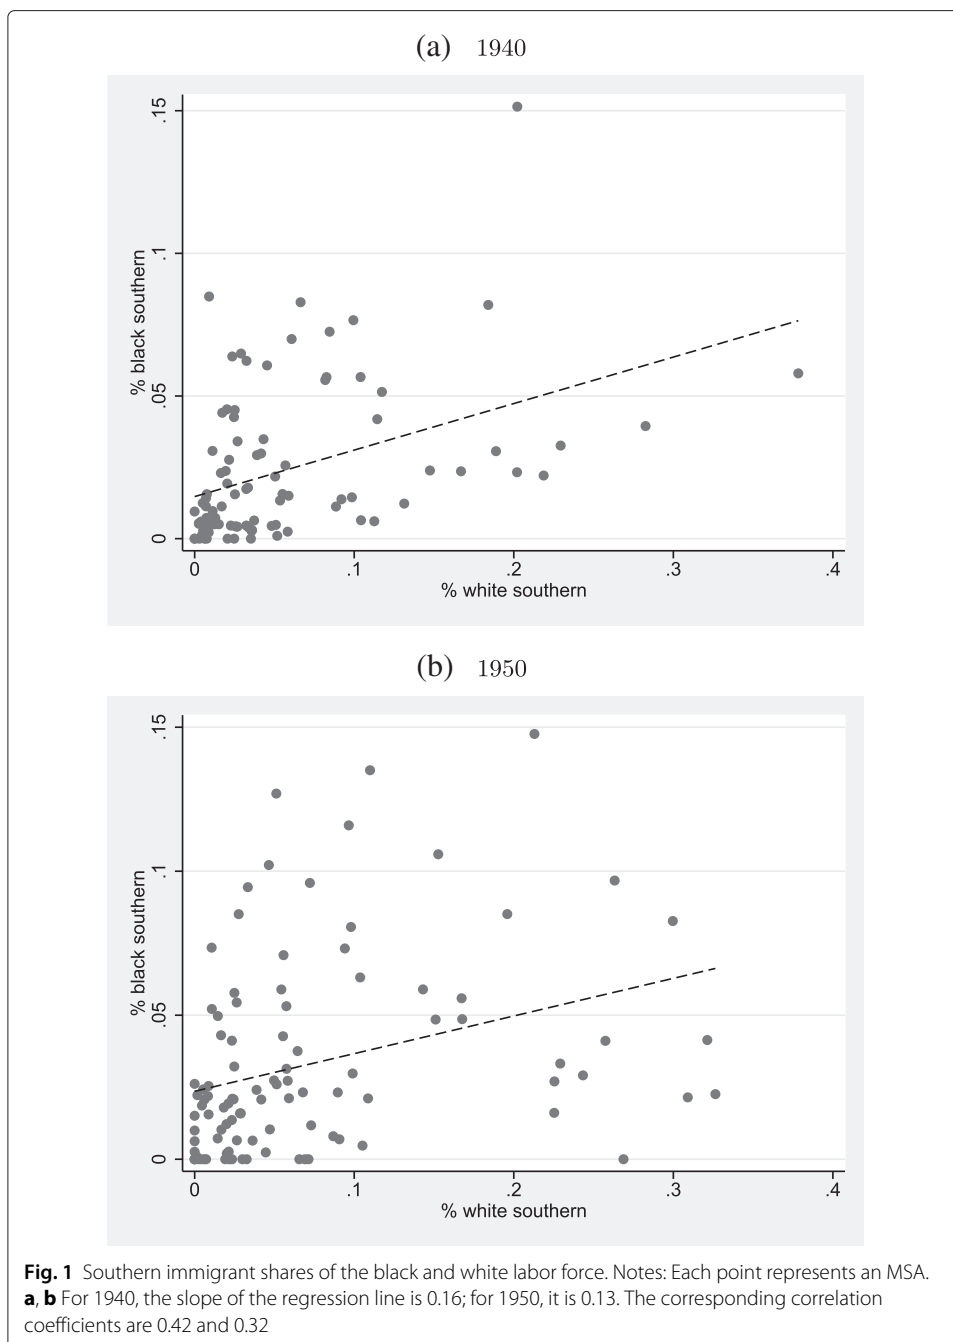 (a) 1940
.15
.1
.05
0
% black southern
0 .1 .2 .3 .4
% white southern
(b) 1950
.15
.1
.05
0
% black southern
0 .1 .2 .3 .4
% white southern
Fig. 1 Southern immigrant shares of the black and white labor force. Notes: Each point represents an MSA.
a, b For 1940, the slope of the regression line is 0.16; for 1950, it is 0.13. The corresponding correlation
coefficients are 0.42 and 0.32